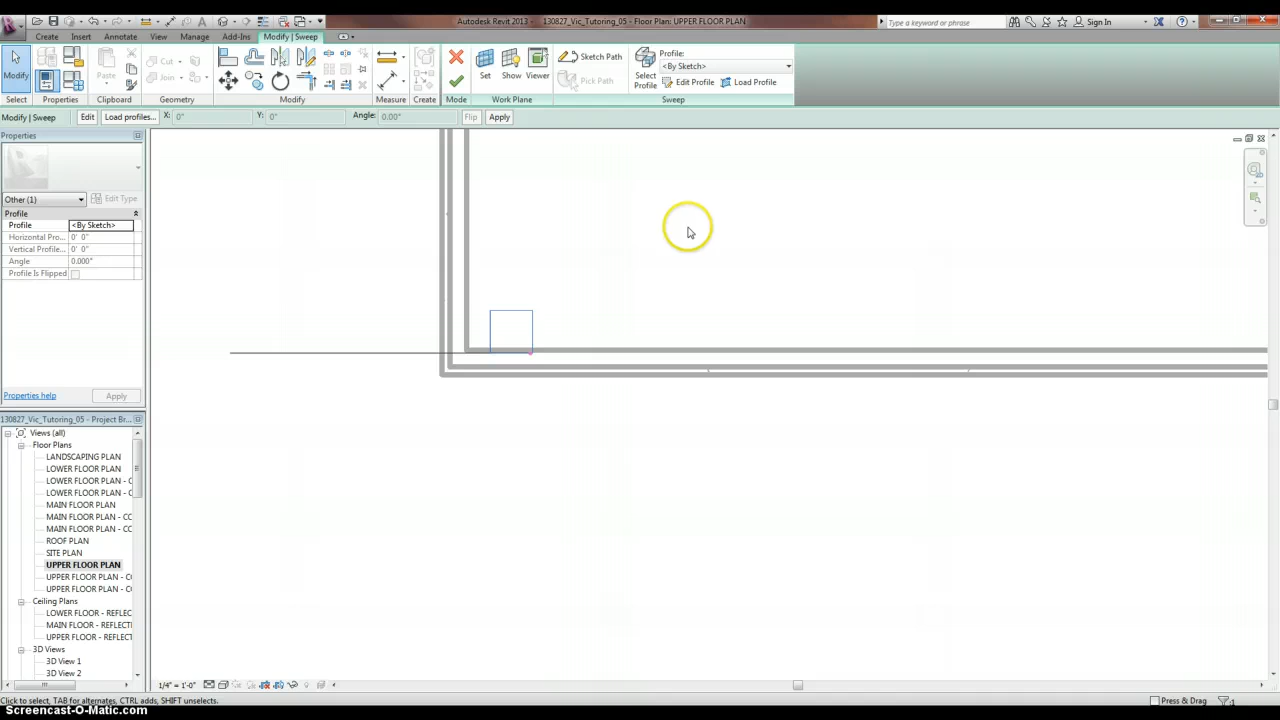 Autodesk Revit 2013 - 130827_Vic_Tutoring_05 - Floor Plan: UPPER FLOOR PLAN
Type a keyword or phrase
Sign In
Create Insert Annotate View Manage Add-Ins Modify | Sweep
Modify
Paste
Cut
Join
Set Show Viewer
Sketch Path
Pick Path
Select Profile
Profile:
<By Sketch>
Edit Profile Load Profile
Select Properties Clipboard Geometry Modify Measure Create Mode Work Plane Sweep
Modify | Sweep Edit Load profiles... X: 0" Y: 0" Angle: 0.00° Flip Apply
Properties
Other (1) Edit Type
Profile
Profile <By Sketch>
Horizontal Pro... 0' 0"
Vertical Profile... 0' 0"
Angle 0.000°
Profile Is Flipped
Properties help Apply
130827_Vic_Tutoring_05 - Project Br...
Views (all)
Floor Plans
LANDSCAPING PLAN
LOWER FLOOR PLAN
LOWER FLOOR PLAN - C
LOWER FLOOR PLAN - C
MAIN FLOOR PLAN
MAIN FLOOR PLAN - CC
MAIN FLOOR PLAN - CC
ROOF PLAN
SITE PLAN
UPPER FLOOR PLAN
UPPER FLOOR PLAN - C
UPPER FLOOR PLAN - C
Ceiling Plans
LOWER FLOOR - REFLEC
MAIN FLOOR - REFLECT
UPPER FLOOR - REFLECT
3D Views
3D View 1
3D View 2
1/4" = 1'-0"
Click to select, TAB for alternates, CTRL adds, SHIFT unselects.
Press & Drag
:1
Screencast-O-Matic.com